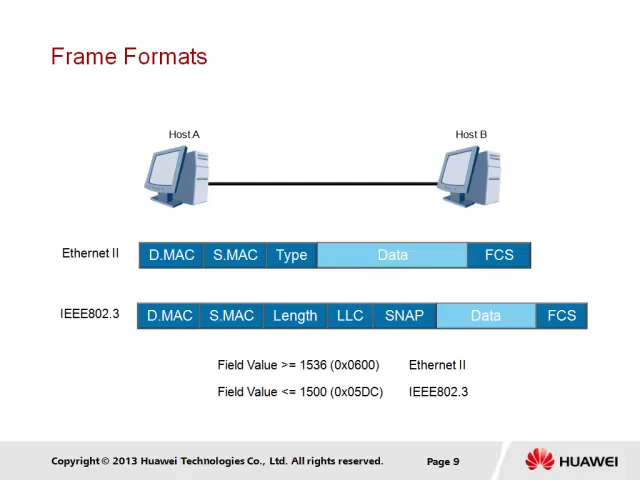 Frame Formats
Host A Host B
Ethernet II D.MAC S.MAC Type Data FCS
IEEE802.3 D.MAC S.MAC Length LLC SNAP Data FCS
Field Value >= 1536 (0x0600) Ethernet II
Field Value <= 1500 (0x05DC) IEEE802.3
Copyright © 2013 Huawei Technologies Co., Ltd. All rights reserved. Page 9 HUAWEI